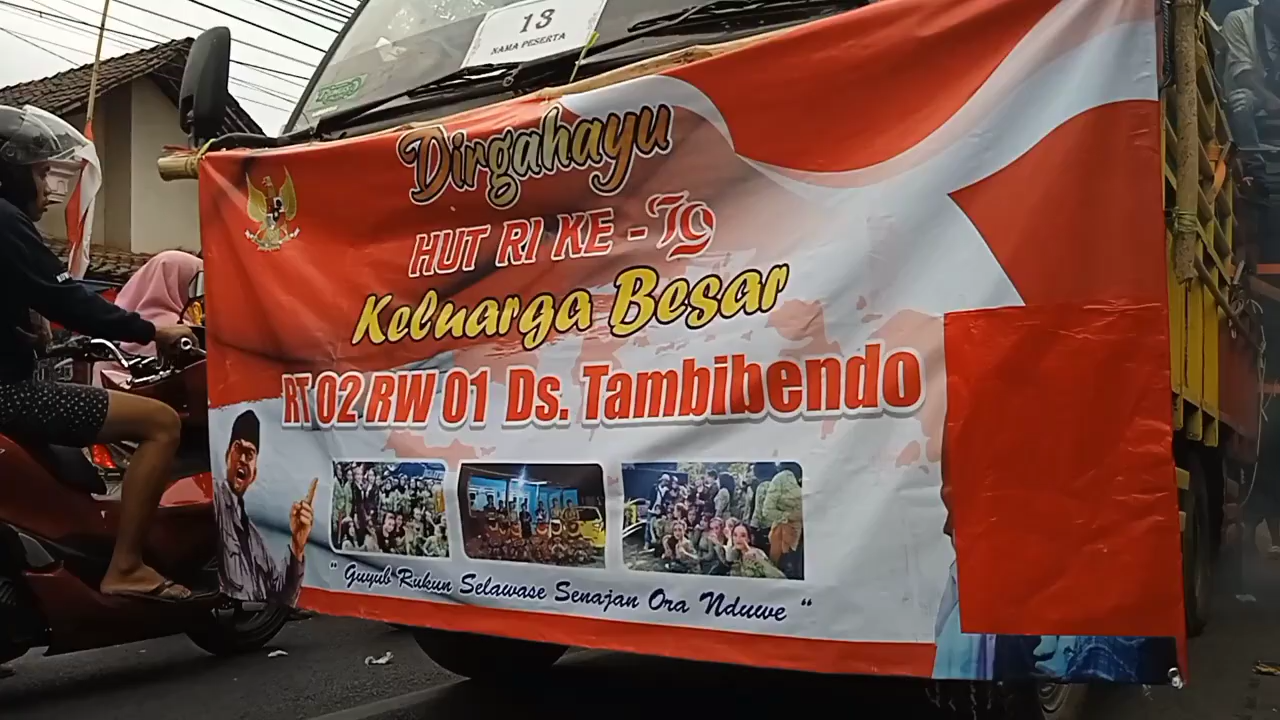 13
NAMA PESERTA
Dirgahayu
HUT RI KE - 79
Keluarga Besar
RT 02 RW 01 Ds. Tambibendo
" Guyub Rukun Selawase Senajan Ora Nduwe "